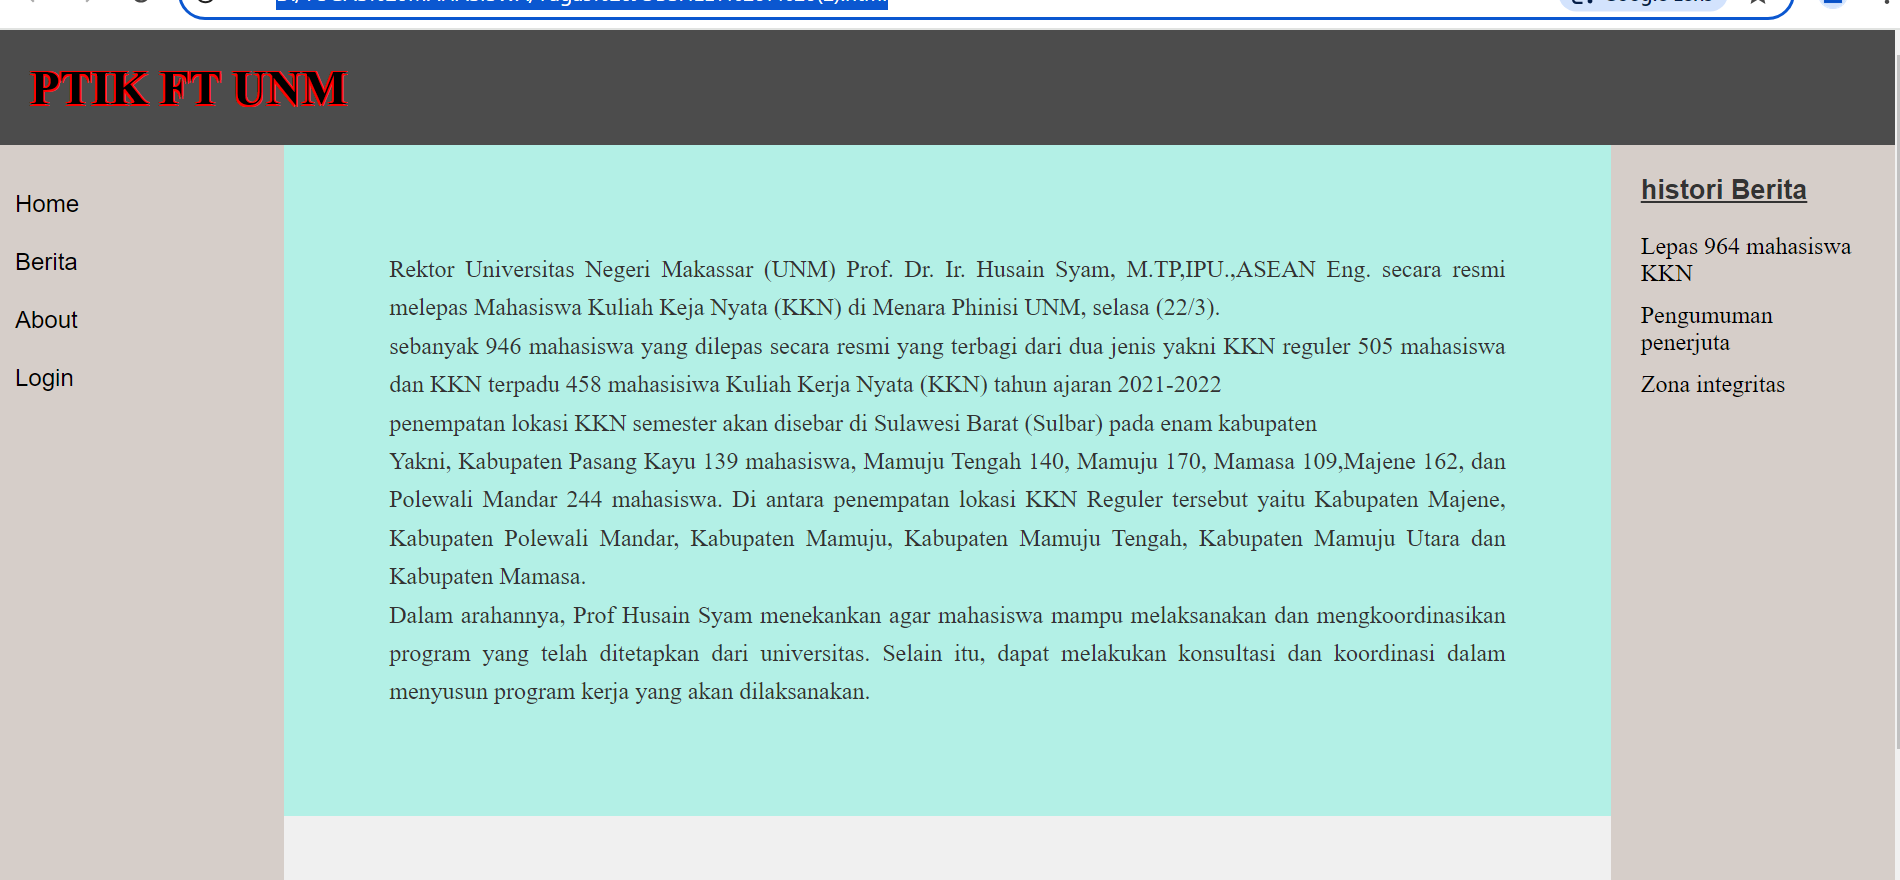 PTIK FT UNM
Home
Berita
About
Login
Rektor Universitas Negeri Makassar (UNM) Prof. Dr. Ir. Husain Syam, M.TP,IPU.,ASEAN Eng. secara resmi
melepas Mahasiswa Kuliah Keja Nyata (KKN) di Menara Phinisi UNM, selasa (22/3).
sebanyak 946 mahasiswa yang dilepas secara resmi yang terbagi dari dua jenis yakni KKN reguler 505 mahasiswa
dan KKN terpadu 458 mahasisiwa Kuliah Kerja Nyata (KKN) tahun ajaran 2021-2022
penempatan lokasi KKN semester akan disebar di Sulawesi Barat (Sulbar) pada enam kabupaten
Yakni, Kabupaten Pasang Kayu 139 mahasiswa, Mamuju Tengah 140, Mamuju 170, Mamasa 109,Majene 162, dan
Polewali Mandar 244 mahasiswa. Di antara penempatan lokasi KKN Reguler tersebut yaitu Kabupaten Majene,
Kabupaten Polewali Mandar, Kabupaten Mamuju, Kabupaten Mamuju Tengah, Kabupaten Mamuju Utara dan
Kabupaten Mamasa.
Dalam arahannya, Prof Husain Syam menekankan agar mahasiswa mampu melaksanakan dan mengkoordinasikan
program yang telah ditetapkan dari universitas. Selain itu, dapat melakukan konsultasi dan koordinasi dalam
menyusun program kerja yang akan dilaksanakan.
histori Berita
Lepas 964 mahasiswa
KKN
Pengumuman
penerjuta
Zona integritas